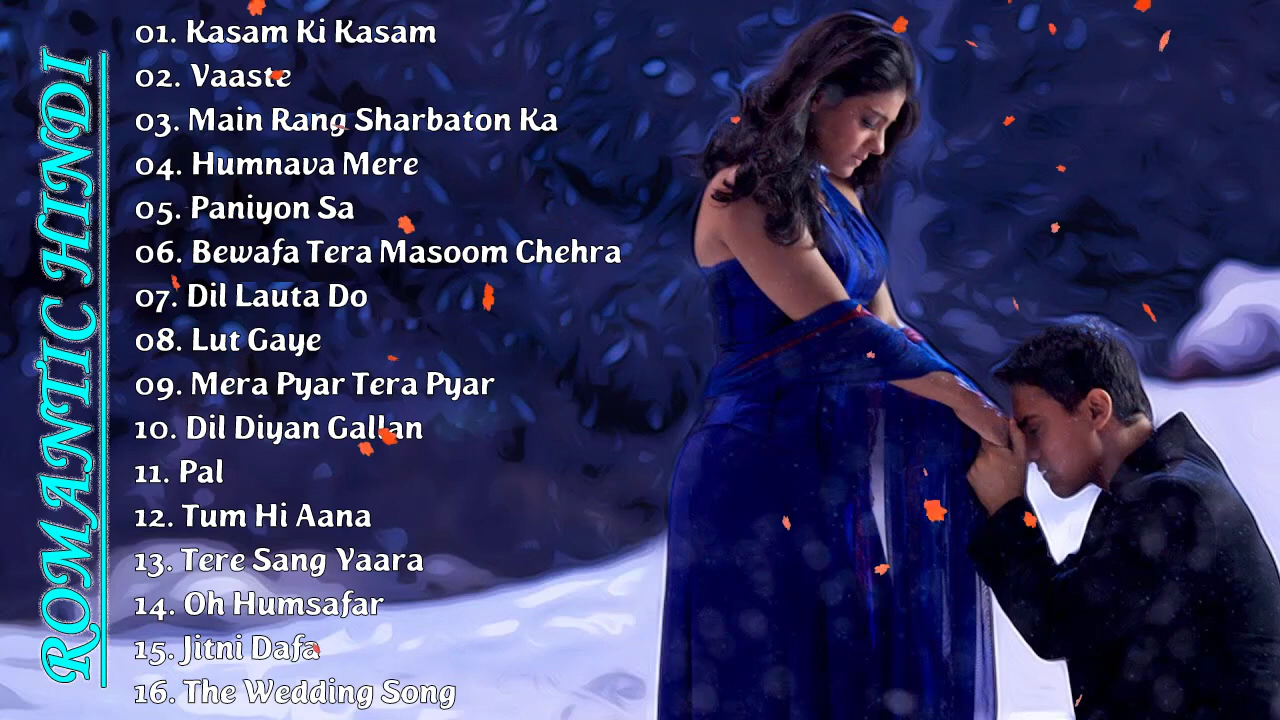 ROMANTIC HINDI
01. Kasam Ki Kasam
02. Vaaste
03. Main Rang Sharbaton Ka
04. Humnava Mere
05. Paniyon Sa
06. Bewafa Tera Masoom Chehra
07. Dil Lauta Do
08. Lut Gaye
09. Mera Pyar Tera Pyar
10. Dil Diyan Gallan
11. Pal
12. Tum Hi Aana
13. Tere Sang Yaara
14. Oh Humsafar
15. Jitni Dafa
16. The Wedding Song